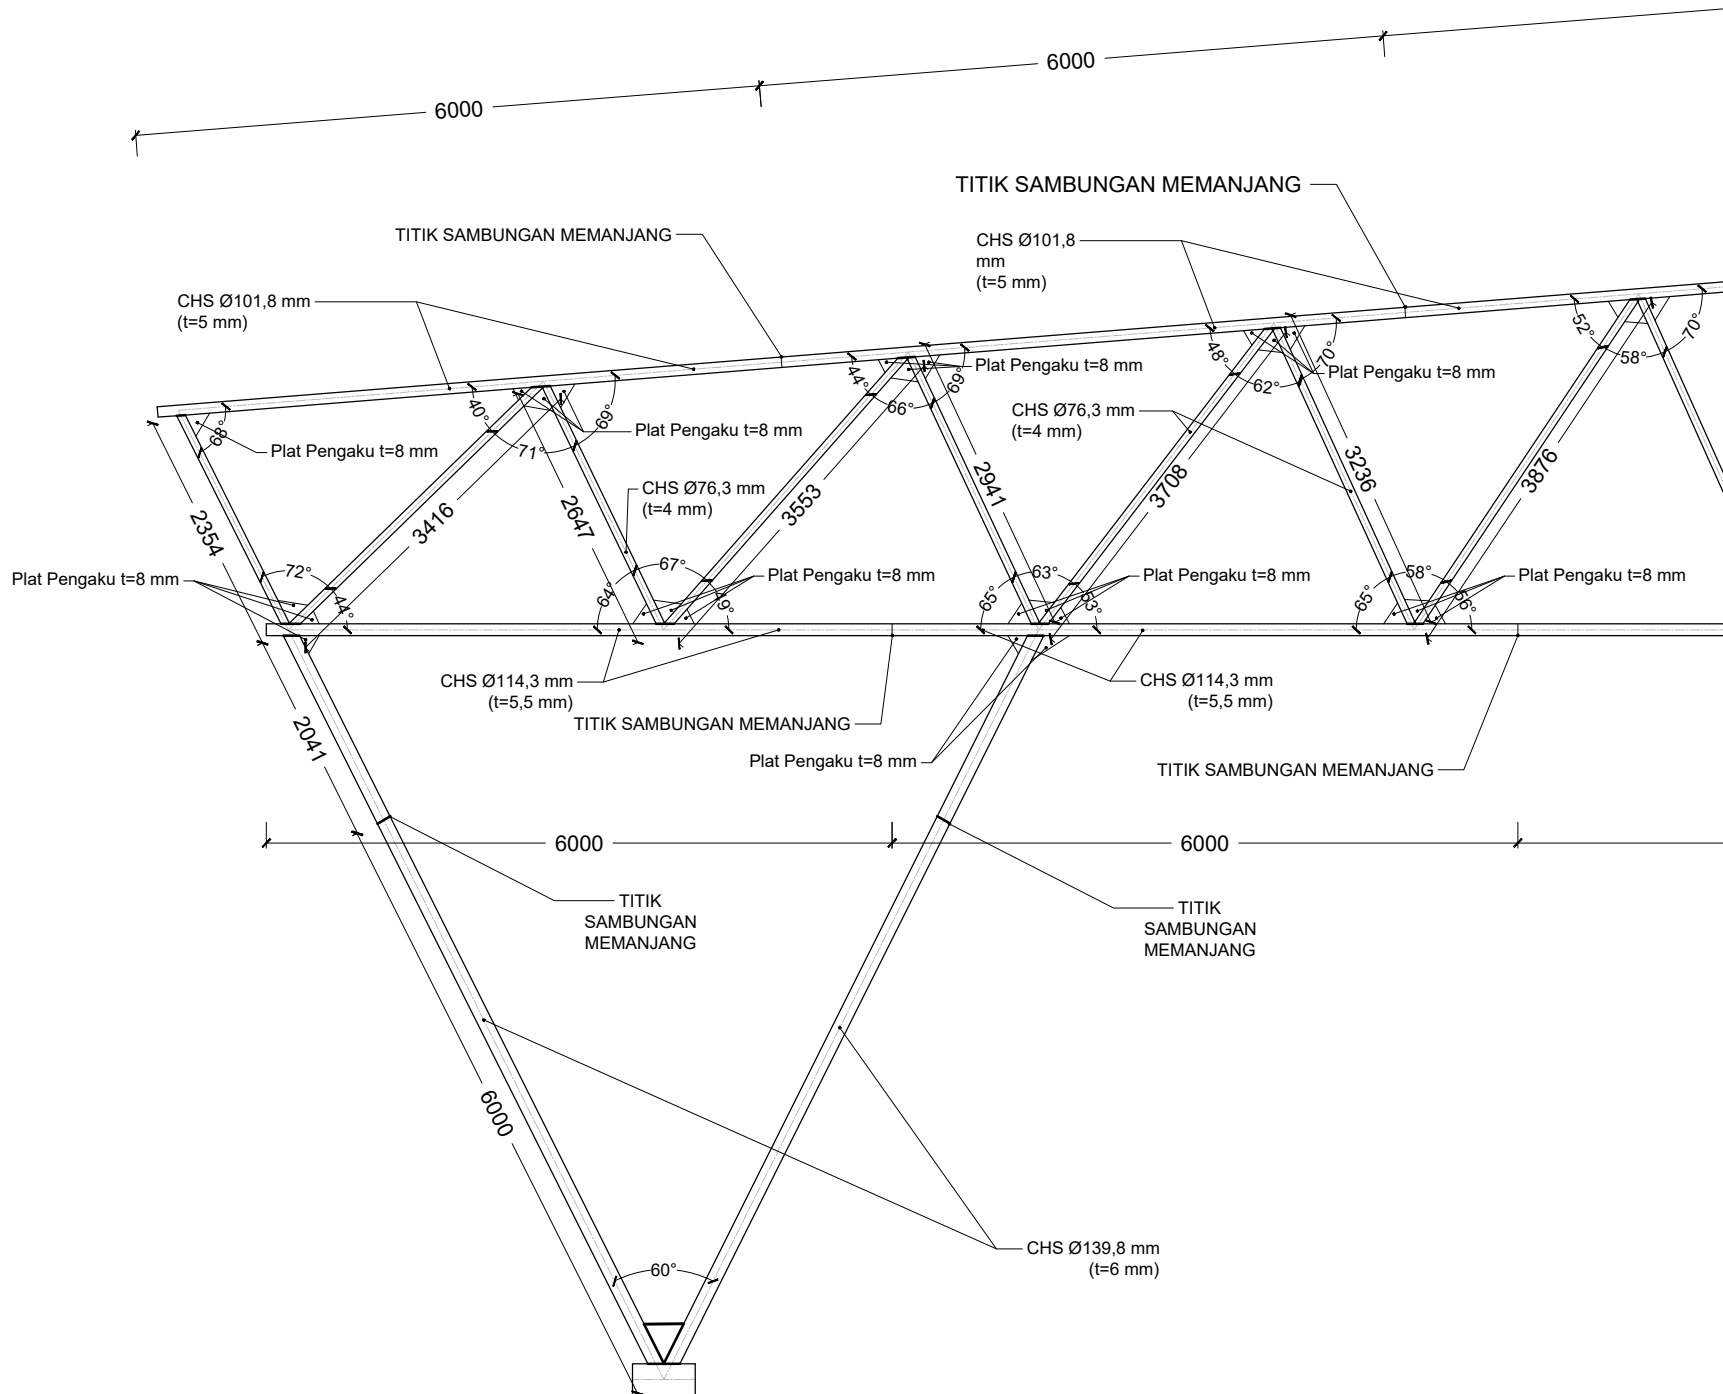 6000
6000
TITIK SAMBUNGAN MEMANJANG
TITIK SAMBUNGAN MEMANJANG
CHS Ø101,8
mm
(t=5 mm)
CHS Ø101,8 mm
(t=5 mm)
52°
70°
58°
48°
70°
62°
Plat Pengaku t=8 mm
44°
69°
66°
Plat Pengaku t=8 mm
40°
69°
71°
Plat Pengaku t=8 mm
68°
Plat Pengaku t=8 mm
CHS Ø76,3 mm
(t=4 mm)
CHS Ø76,3 mm
(t=4 mm)
2354
3416
2647
3553
2941
3708
3236
3876
Plat Pengaku t=8 mm
72°
44°
64°
67°
Plat Pengaku t=8 mm
65°
63°
63°
Plat Pengaku t=8 mm
65°
58°
66°
Plat Pengaku t=8 mm
CHS Ø114,3 mm
(t=5,5 mm)
CHS Ø114,3 mm
(t=5,5 mm)
TITIK SAMBUNGAN MEMANJANG
2041
Plat Pengaku t=8 mm
TITIK SAMBUNGAN MEMANJANG
6000
6000
TITIK
SAMBUNGAN
MEMANJANG
TITIK
SAMBUNGAN
MEMANJANG
6000
CHS Ø139,8 mm
(t=6 mm)
60°